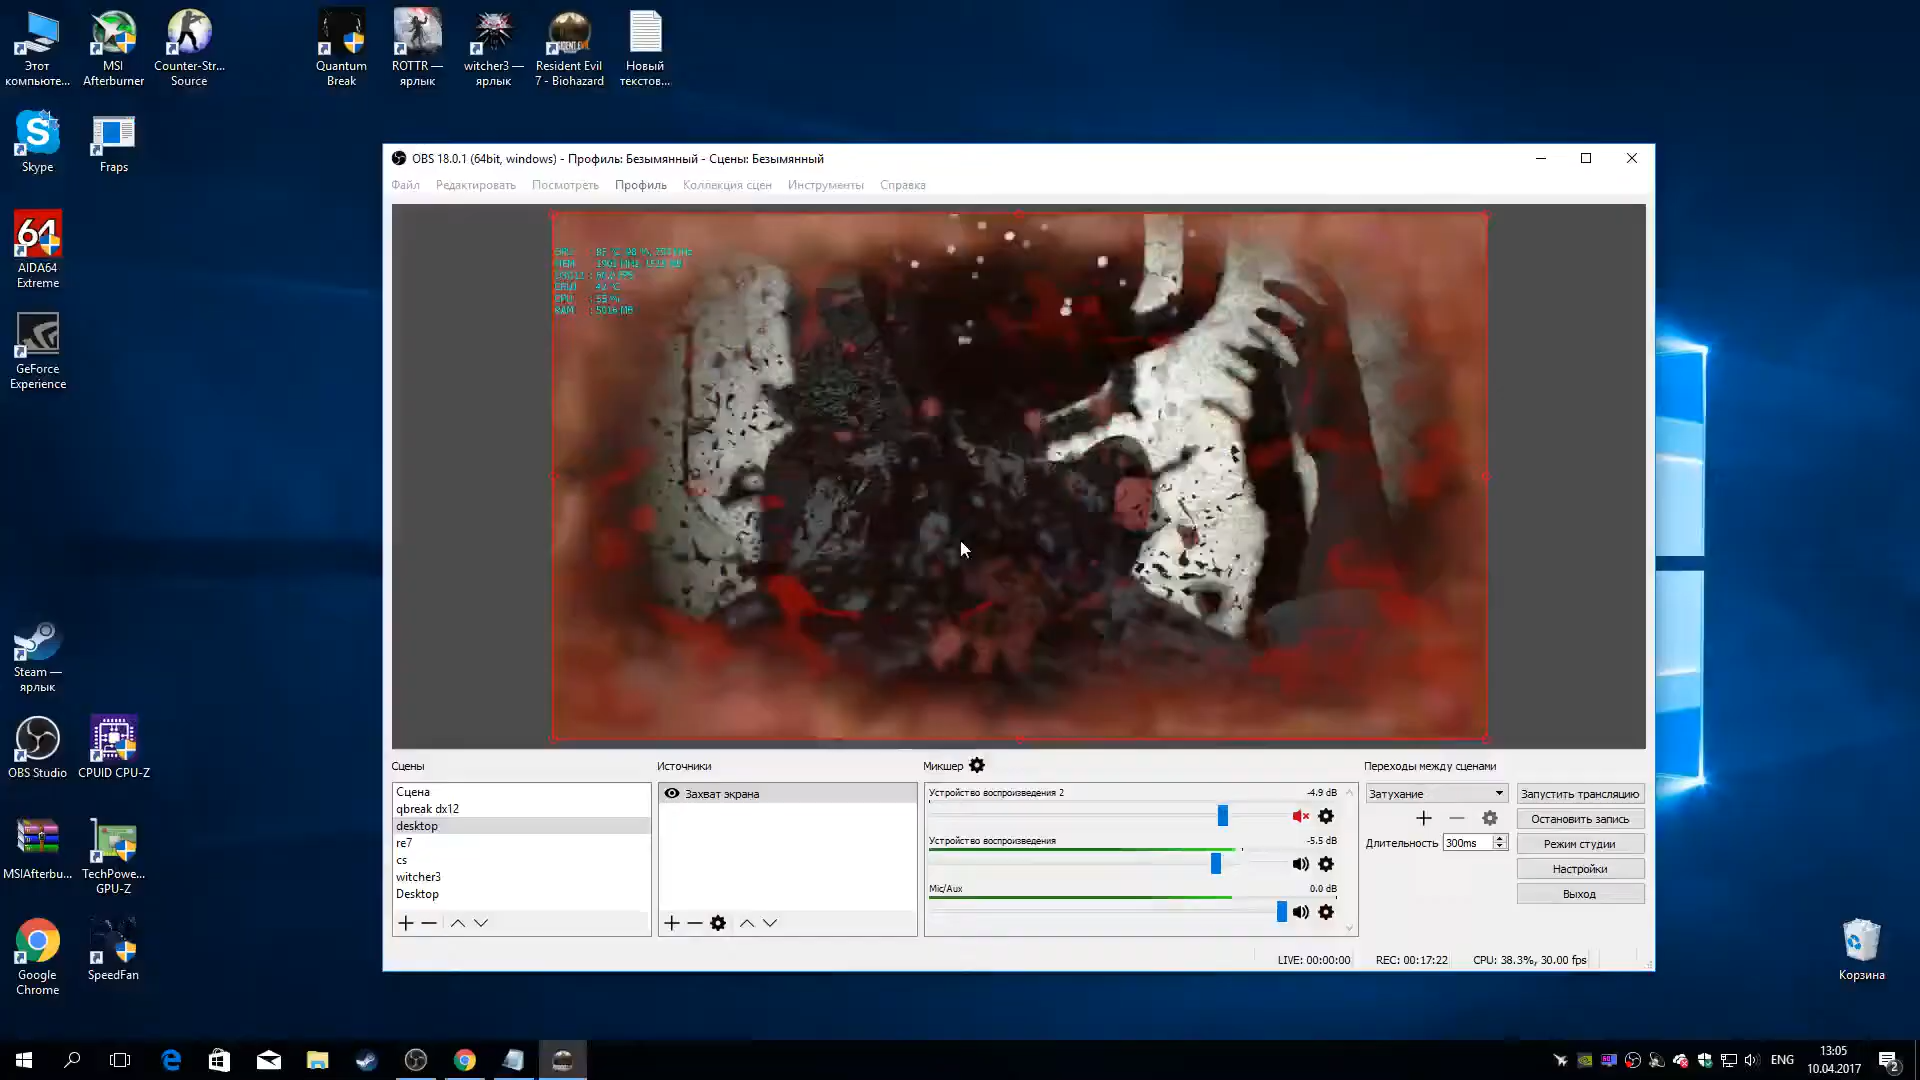 Этот
компьюте...
MSI
Afterburner
Counter-Str...
Source
Quantum
Break
ROTTR —
ярлык
witcher3 —
ярлык
Resident Evil
7 - Biohazard
Новый
текстов...
Skype
Fraps
64
AIDA64
Extreme
GeForce
Experience
Steam —
ярлык
OBS Studio
CPUID CPU-Z
MSIAfterbu...
TechPowe...
GPU-Z
Google
Chrome
SpeedFan
Корзина
OBS 18.0.1 (64bit, windows) - Профиль: Безымянный - Сцены: Безымянный
Файл Редактировать Посмотреть Профиль Коллекция сцен Инструменты Справка
RAM : 5016 MB
Сцены
Сцена
qbreak dx12
desktop
re7
cs
witcher3
Desktop
Источники
Захват экрана
Микшер
Устройство воспроизведения 2 -4.9 dB
Устройство воспроизведения -5.5 dB
Mic/Aux 0.0 dB
Переходы между сценами
Затухание
Длительность 300ms
Запустить трансляцию
Остановить запись
Режим студии
Настройки
Выход
LIVE: 00:00:00 REC: 00:17:22 CPU: 38.3%, 30.00 fps
ENG
13:05
10.04.2017
2